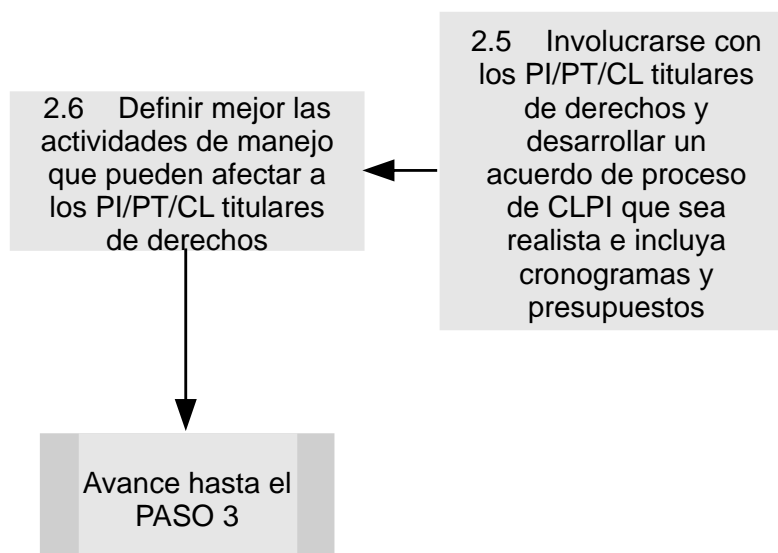 2.5 Involucrarse con
los PI/PT/CL titulares
de derechos y
desarrollar un
acuerdo de proceso
de CLPI que sea
realista e incluya
cronogramas y
presupuestos
2.6 Definir mejor las
actividades de manejo
que pueden afectar a
los PI/PT/CL titulares
de derechos
Avance hasta el
PASO 3